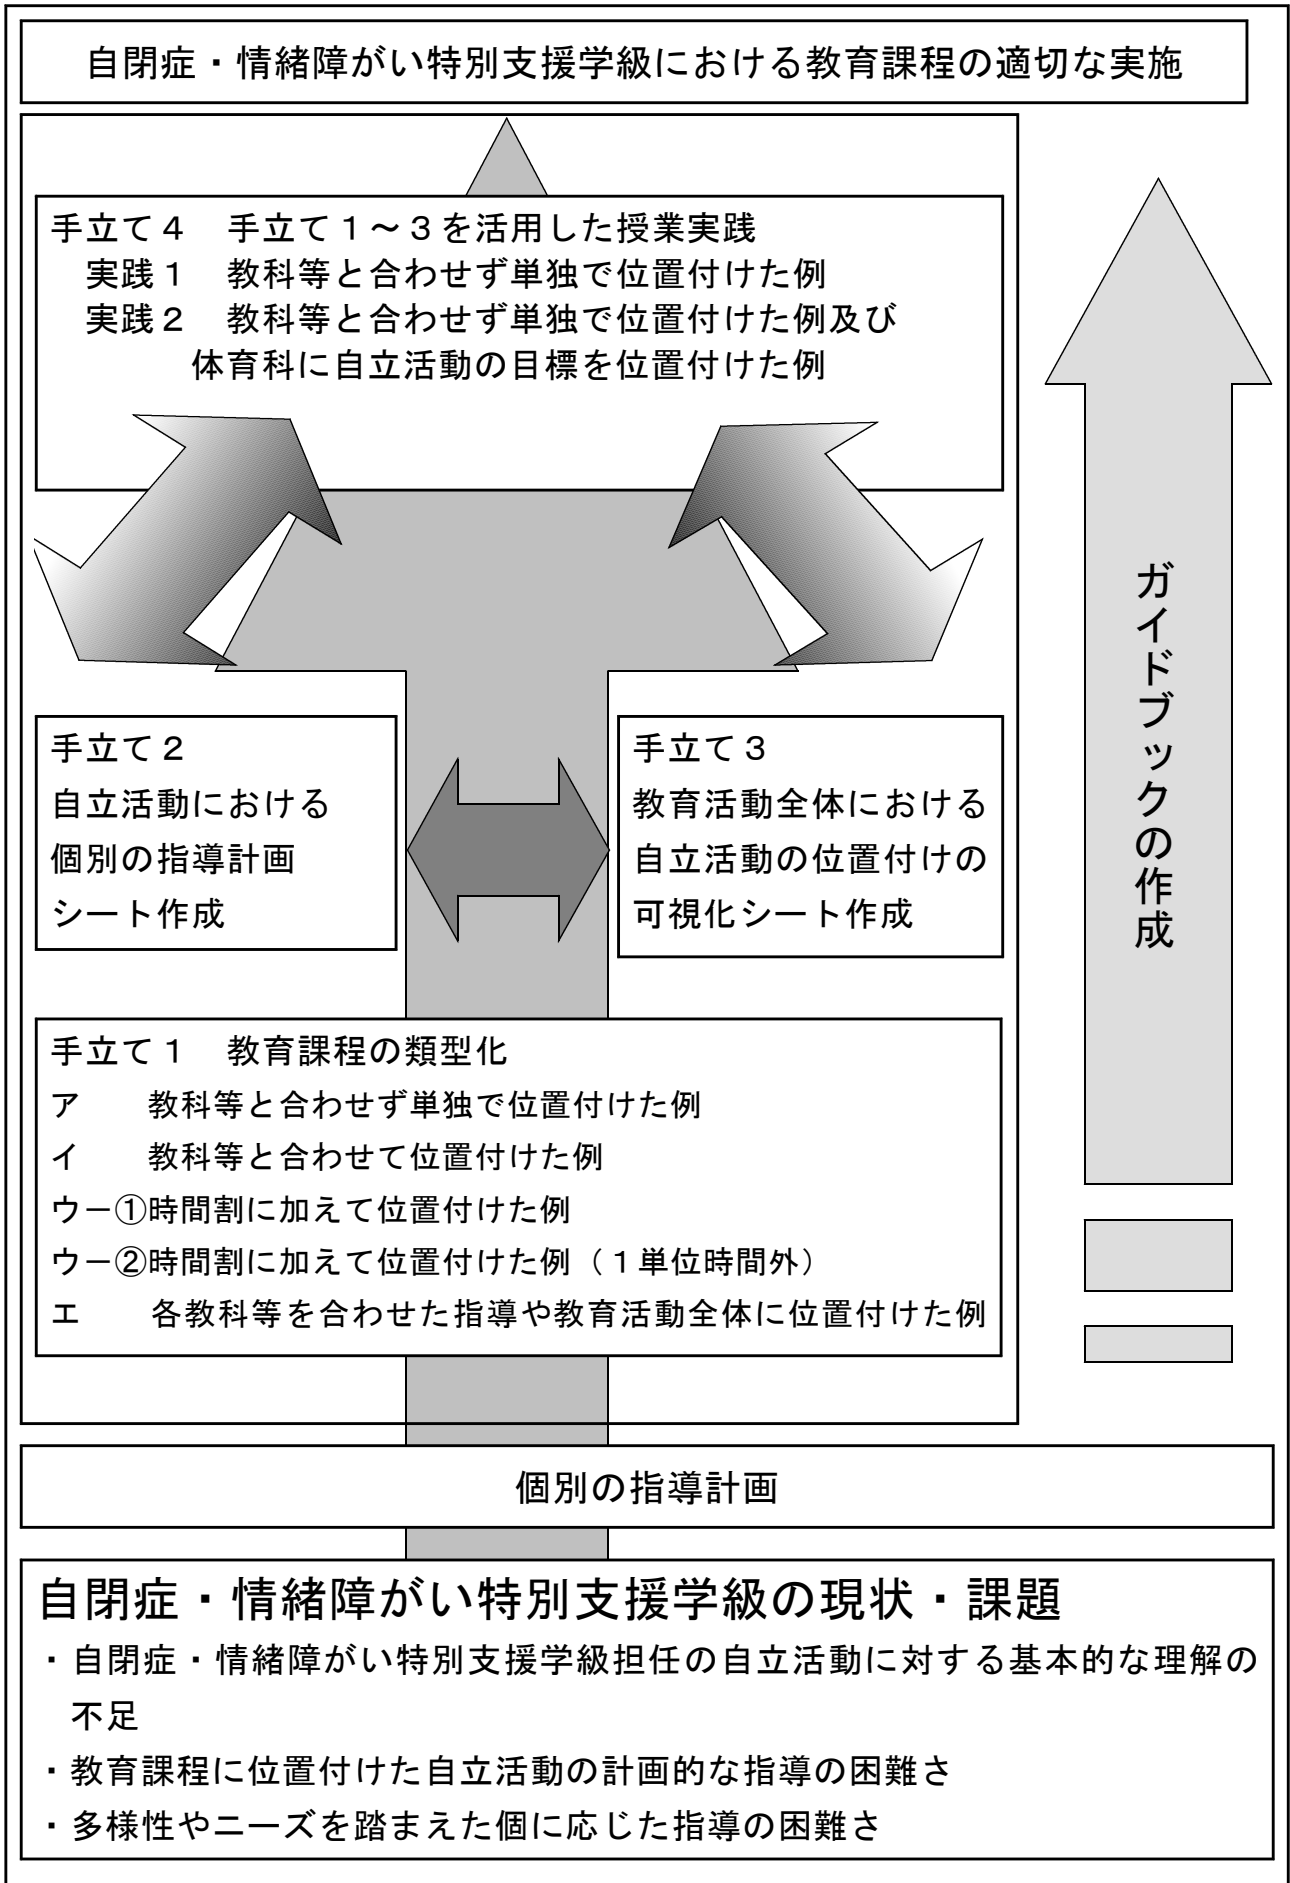 自閉症・情緒障がい特別支援学級における教育課程の適切な実施
手立て４　手立て１～３を活用した授業実践
実践１　教科等と合わせず単独で位置付けた例
実践２　教科等と合わせず単独で位置付けた例及び
体育科に自立活動の目標を位置付けた例
手立て２
自立活動における
個別の指導計画
シート作成
手立て３
教育活動全体における
自立活動の位置付けの
可視化シート作成
手立て１　教育課程の類型化
ア　　教科等と合わせず単独で位置付けた例
イ　　教科等と合わせて位置付けた例
ウー①時間割に加えて位置付けた例
ウー②時間割に加えて位置付けた例（１単位時間外）
エ　　各教科等を合わせた指導や教育活動全体に位置付けた例
ガイドブックの作成
個別の指導計画
自閉症・情緒障がい特別支援学級の現状・課題
・自閉症・情緒障がい特別支援学級担任の自立活動に対する基本的な理解の
不足
・教育課程に位置付けた自立活動の計画的な指導の困難さ
・多様性やニーズを踏まえた個に応じた指導の困難さ